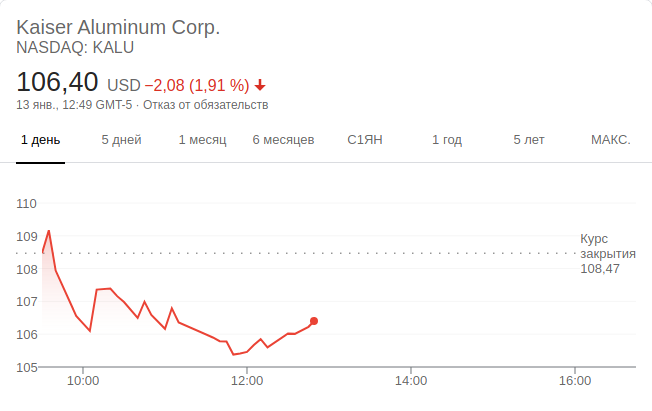 Kaiser Aluminum Corp.
NASDAQ: KALU
106,40 USD −2,08 (1,91 %)
13 янв., 12:49 GMT-5 · Отказ от обязательств
1 день 5 дней 1 месяц 6 месяцев С1ЯН 1 год 5 лет МАКС.
110
109
Курс
закрытия
108,47
108
107
106
105
10:00 12:00 14:00 16:00